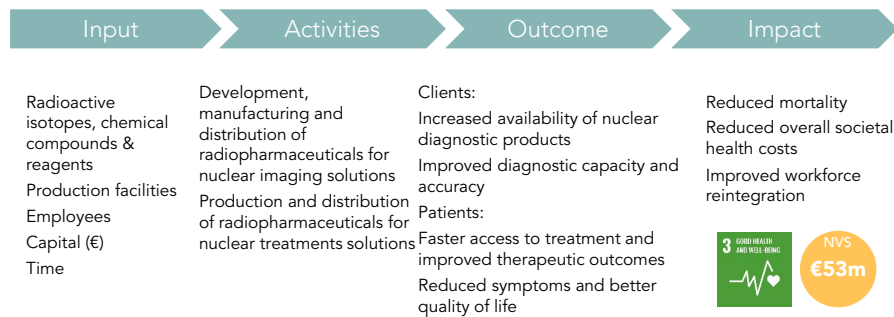 Input
Activities
Outcome
Impact
Radioactive
isotopes, chemical
compounds &
reagents
Production facilities
Employees
Capital (€)
Time
Development,
manufacturing and
distribution of
radiopharmaceuticals for
nuclear imaging solutions
Production and distribution
of radiopharmaceuticals for
nuclear treatments solutions
Clients:
Increased availability of nuclear
diagnostic products
Improved diagnostic capacity and
accuracy
Patients:
Faster access to treatment and
improved therapeutic outcomes
Reduced symptoms and better
quality of life
Reduced mortality
Reduced overall societal
health costs
Improved workforce
reintegration
3 GOOD HEALTH
AND WELL-BEING
NVS
€53m